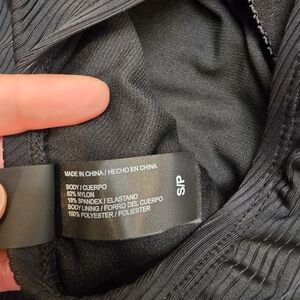 MADE IN CHINA / HECHO EN CHINA
BODY / CUERPO
82% NYLON
18% SPANDEX / ELASTANO
BODY LINING / FORRO DEL CUERPO
100% POLYESTER / POLIESTER
S/P